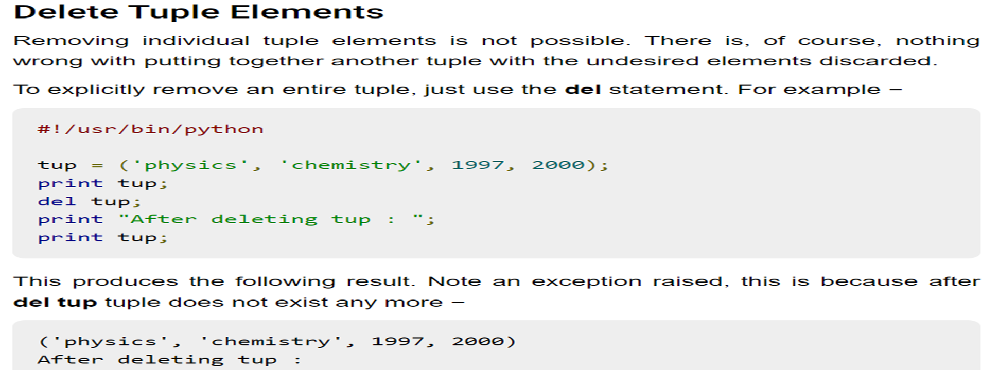 Delete Tuple Elements
Removing individual tuple elements is not possible. There is, of course, nothing
wrong with putting together another tuple with the undesired elements discarded.
To explicitly remove an entire tuple, just use the del statement. For example −
#!/usr/bin/python
tup = ('physics', 'chemistry', 1997, 2000);
print tup;
del tup;
print "After deleting tup : ";
print tup;
This produces the following result. Note an exception raised, this is because after
del tup tuple does not exist any more −
('physics', 'chemistry', 1997, 2000)
After deleting tup :